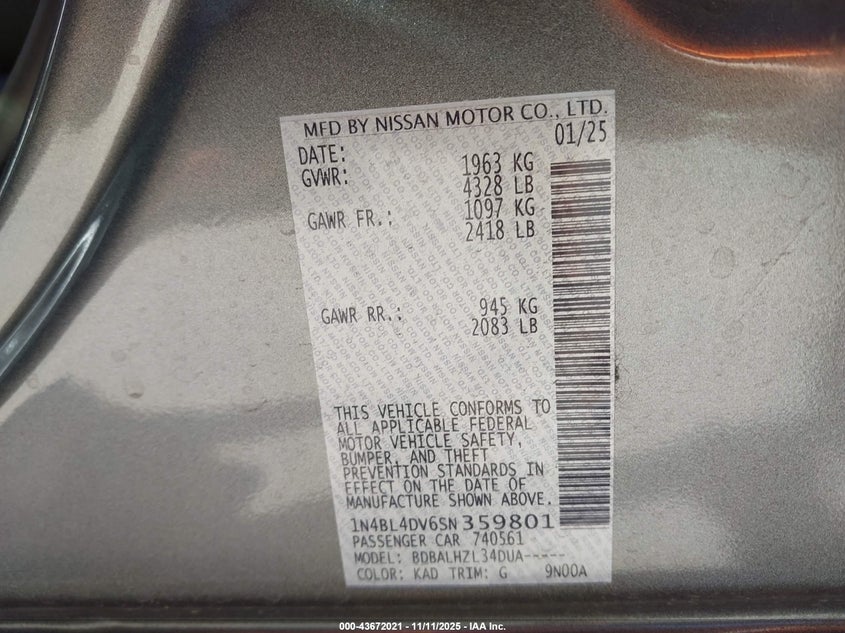 MFD BY NISSAN MOTOR CO., LTD.
DATE: 01/25
GVWR: 1963 KG
4328 LB
GAWR FR.: 1097 KG
2418 LB
GAWR RR.: 945 KG
2083 LB
THIS VEHICLE CONFORMS TO
ALL APPLICABLE FEDERAL
MOTOR VEHICLE SAFETY,
BUMPER, AND THEFT
PREVENTION STANDARDS IN
EFFECT ON THE DATE OF
MANUFACTURE SHOWN ABOVE.
1N4BL4DV6SN359801
PASSENGER CAR 740561
MODEL: BDBALHZL34DUA-----
COLOR: KAD TRIM: G 9N00A
000-43672021 - 11/11/2025 - IAA Inc.